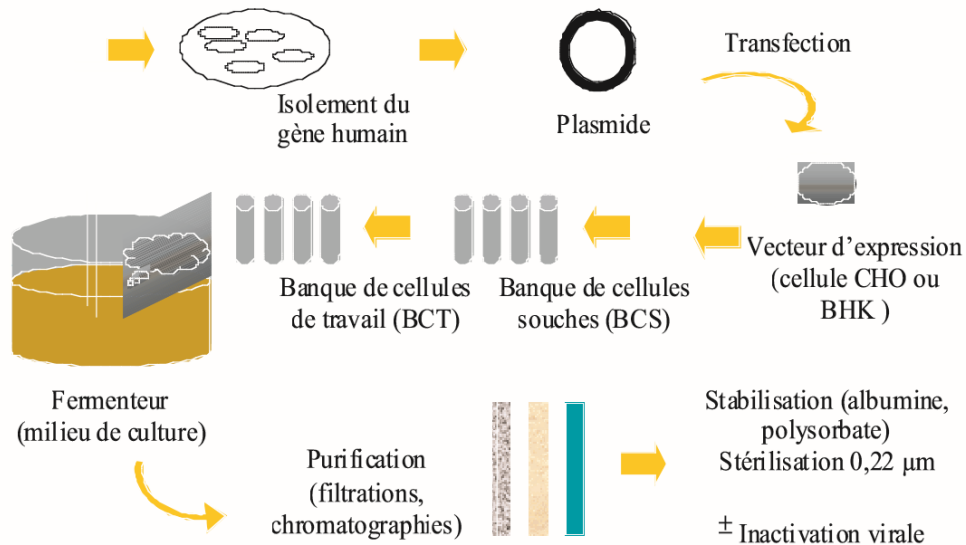 Transfection
Isolement du
gène humain
Plasmide
Vecteur d'expression
(cellule CHO ou
BHK )
Banque de cellules
souches (BCS)
Banque de cellules
de travail (BCT)
Fermenteur
(milieu de culture)
Purification
(filtrations,
chromatographies)
Stabilisation (albumine,
polysorbate)
Stérilisation 0,22 μm
± Inactivation virale